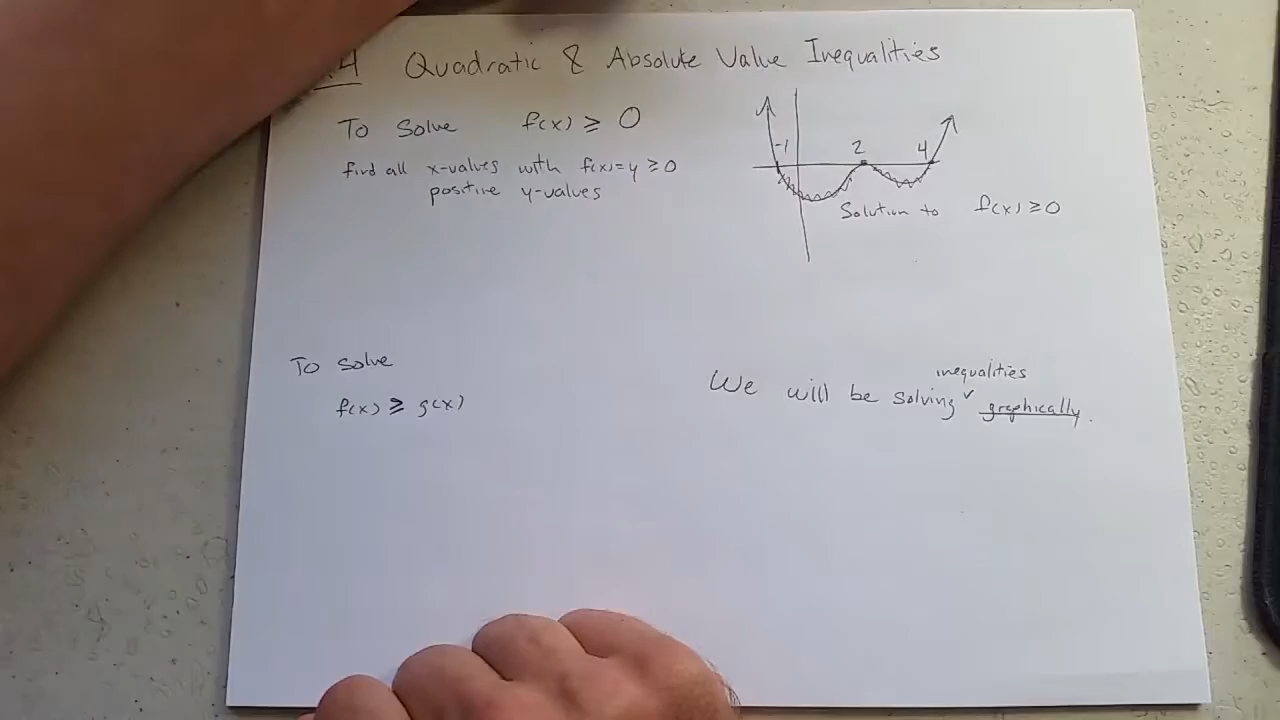 4 Quadratic & Absolute Value Inequalities
To Solve f(x) ≥ 0
find all x-values with f(x)=y ≥ 0
positive y-values
-1 2 4
Solution to f(x) ≥ 0
To solve
f(x) ≥ g(x)
inequalities
We will be solving ˅ graphically.